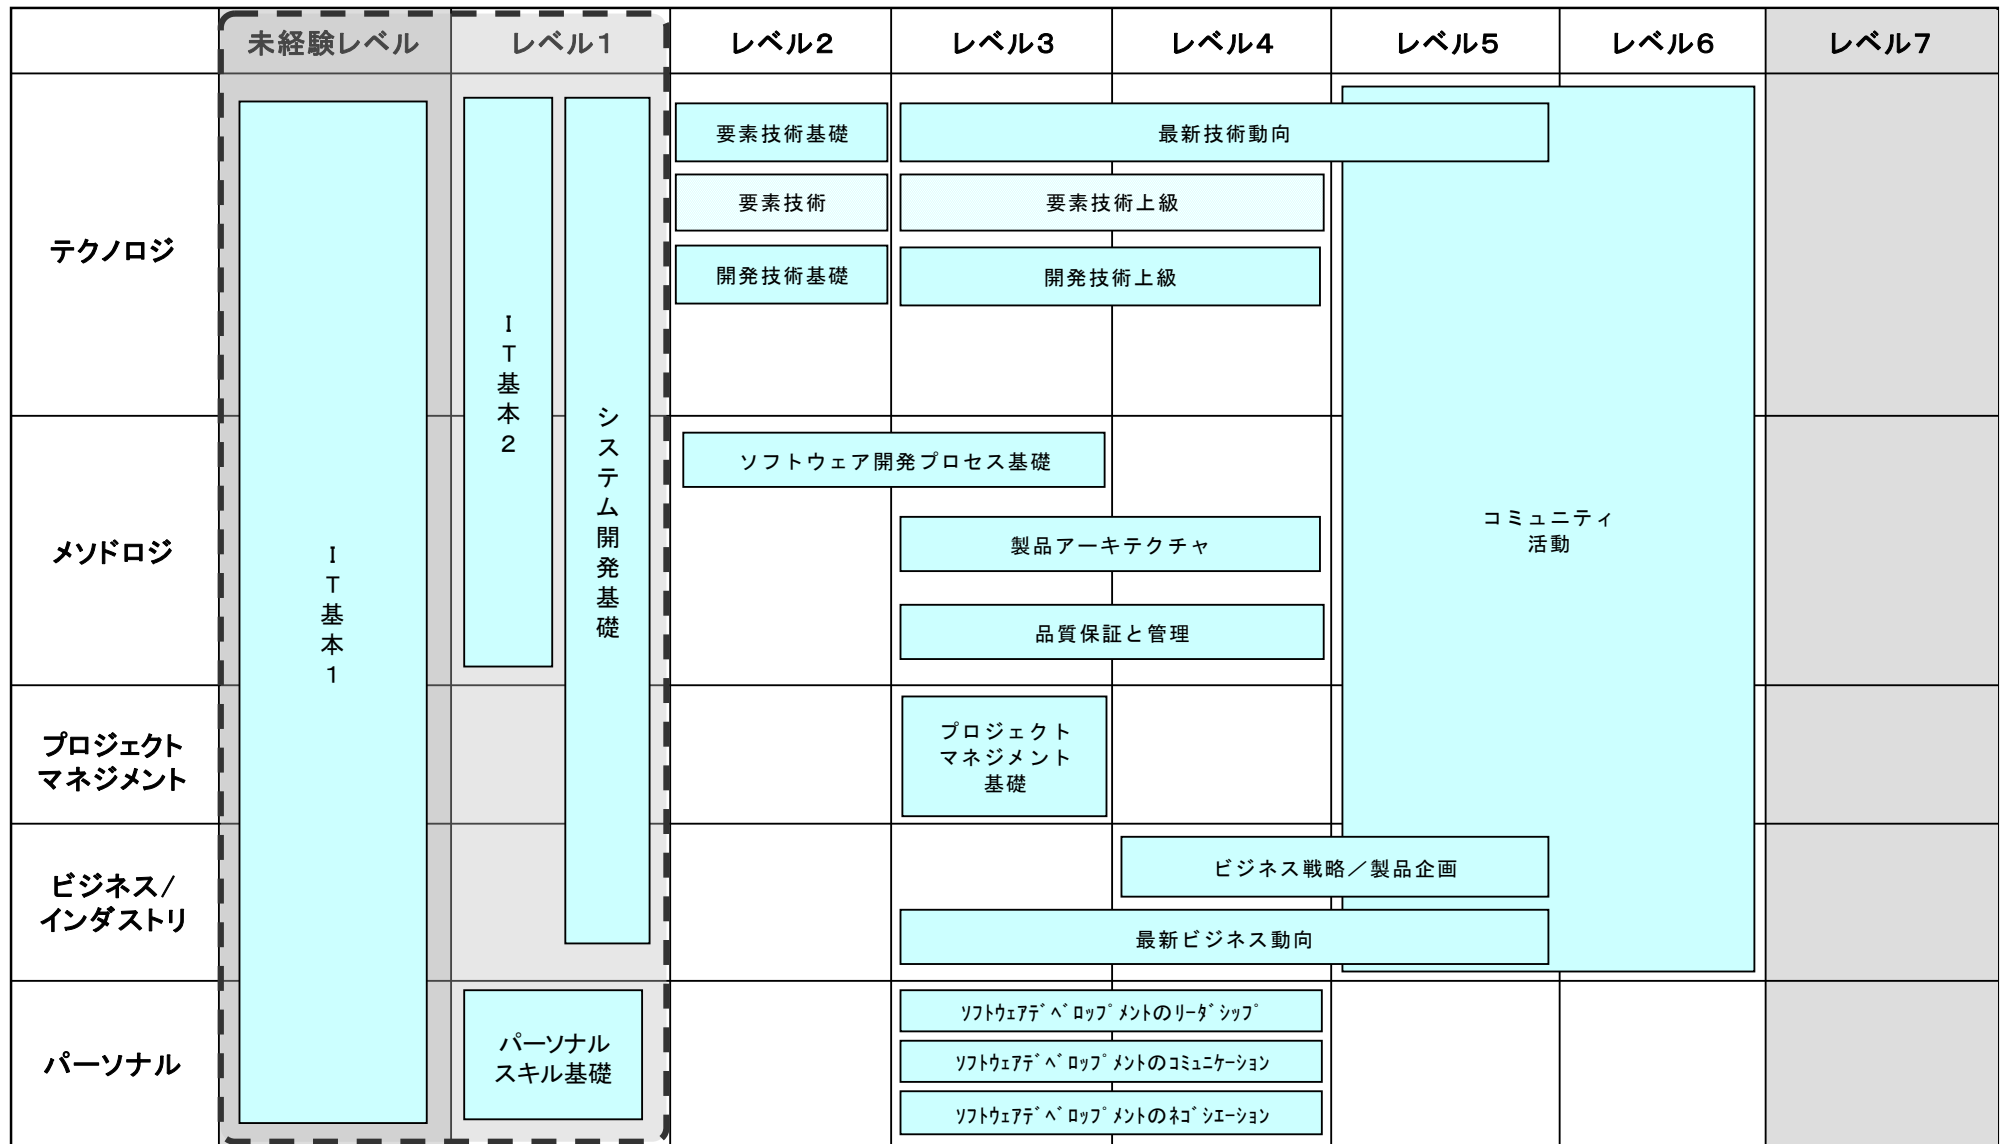 未経験レベル
レベル1
レベル2
レベル3
レベル4
レベル5
レベル6
レベル7
テクノロジ
メソドロジ
プロジェクト
マネジメント
ビジネス/
インダストリ
パーソナル
IT基本1
IT基本2
システム開発基礎
パーソナル
スキル基礎
要素技術基礎
最新技術動向
要素技術
要素技術上級
開発技術基礎
開発技術上級
ソフトウェア開発プロセス基礎
製品アーキテクチャ
品質保証と管理
プロジェクト
マネジメント
基礎
コミュニティ
活動
ビジネス戦略／製品企画
最新ビジネス動向
ｿﾌﾄｳｪｱﾃﾞﾍﾞﾛｯﾌﾟﾒﾝﾄのﾘｰﾀﾞｼｯﾌﾟ
ｿﾌﾄｳｪｱﾃﾞﾍﾞﾛｯﾌﾟﾒﾝﾄのｺﾐｭﾆｹｰｼｮﾝ
ｿﾌﾄｳｪｱﾃﾞﾍﾞﾛｯﾌﾟﾒﾝﾄのﾈｺﾞｼｴｰｼｮﾝ